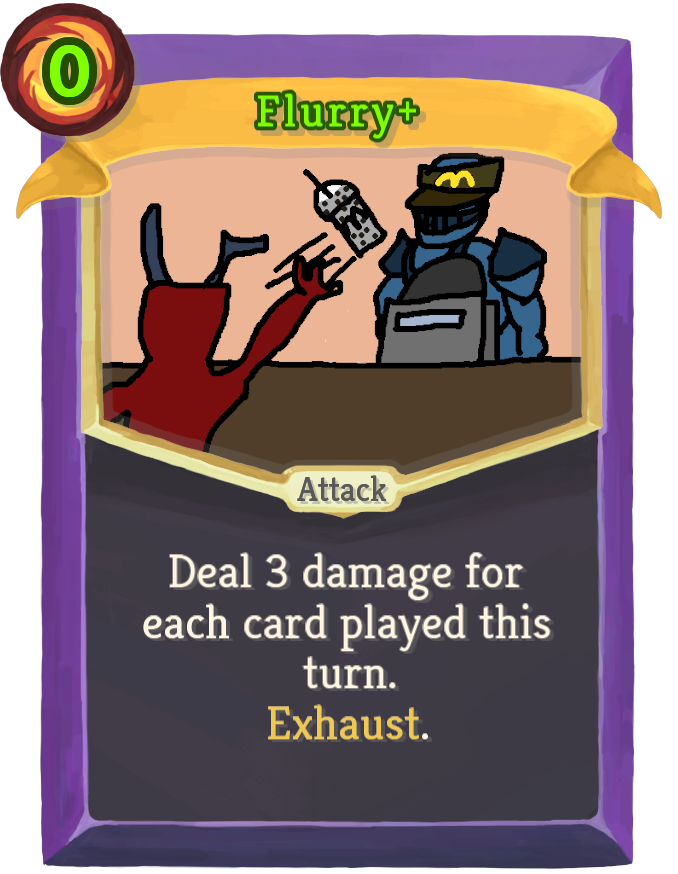 0
Flurry+
M
Attack
Deal 3 damage for
each card played this
turn.
Exhaust.